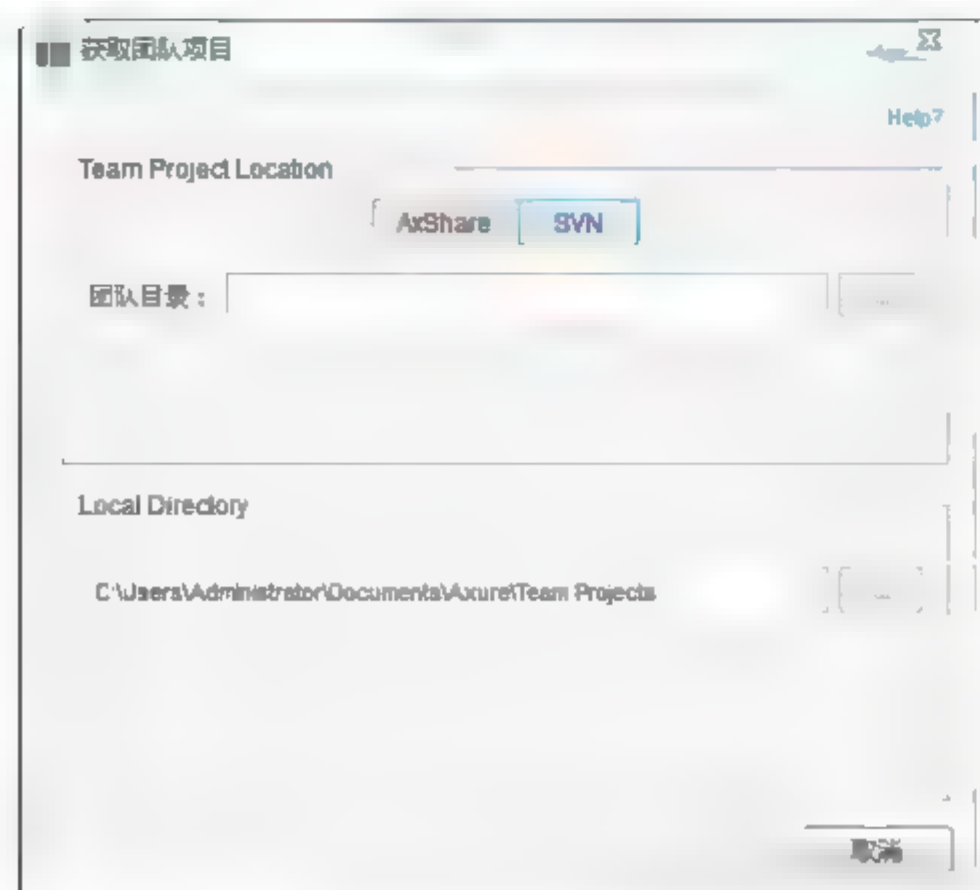 获取团队项目
Help?
Team Project Location
AxShare SVN
团队目录：
...
Local Directory
C:\Users\Administrator\Documents\Axure\Team Projects
...
取消